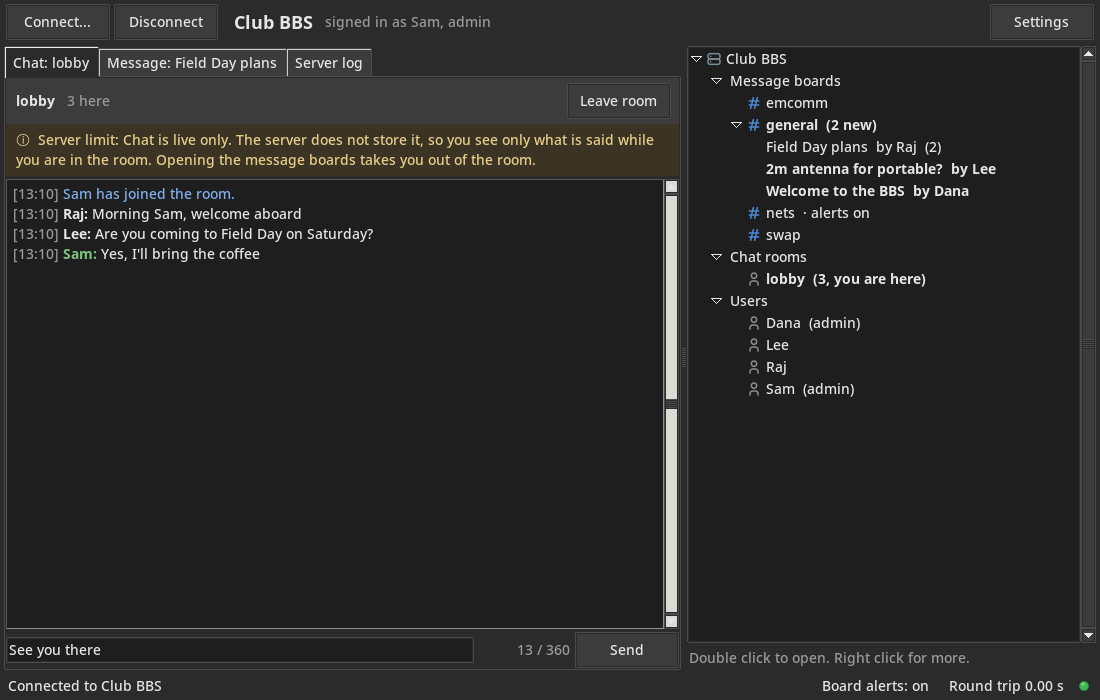 Connect... Disconnect Club BBS signed in as Sam, admin Settings
Chat: lobby Message: Field Day plans Server log
lobby 3 here Leave room
ⓘ Server limit: Chat is live only. The server does not store it, so you see only what is said while
you are in the room. Opening the message boards takes you out of the room.
[13:10] Sam has joined the room.
[13:10] Raj: Morning Sam, welcome aboard
[13:10] Lee: Are you coming to Field Day on Saturday?
[13:10] Sam: Yes, I'll bring the coffee
See you there 13 / 360 Send
Club BBS
Message boards
# emcomm
# general (2 new)
Field Day plans by Raj (2)
2m antenna for portable? by Lee
Welcome to the BBS by Dana
# nets · alerts on
# swap
Chat rooms
lobby (3, you are here)
Users
Dana (admin)
Lee
Raj
Sam (admin)
Double click to open. Right click for more.
Connected to Club BBS Board alerts: on Round trip 0.00 s